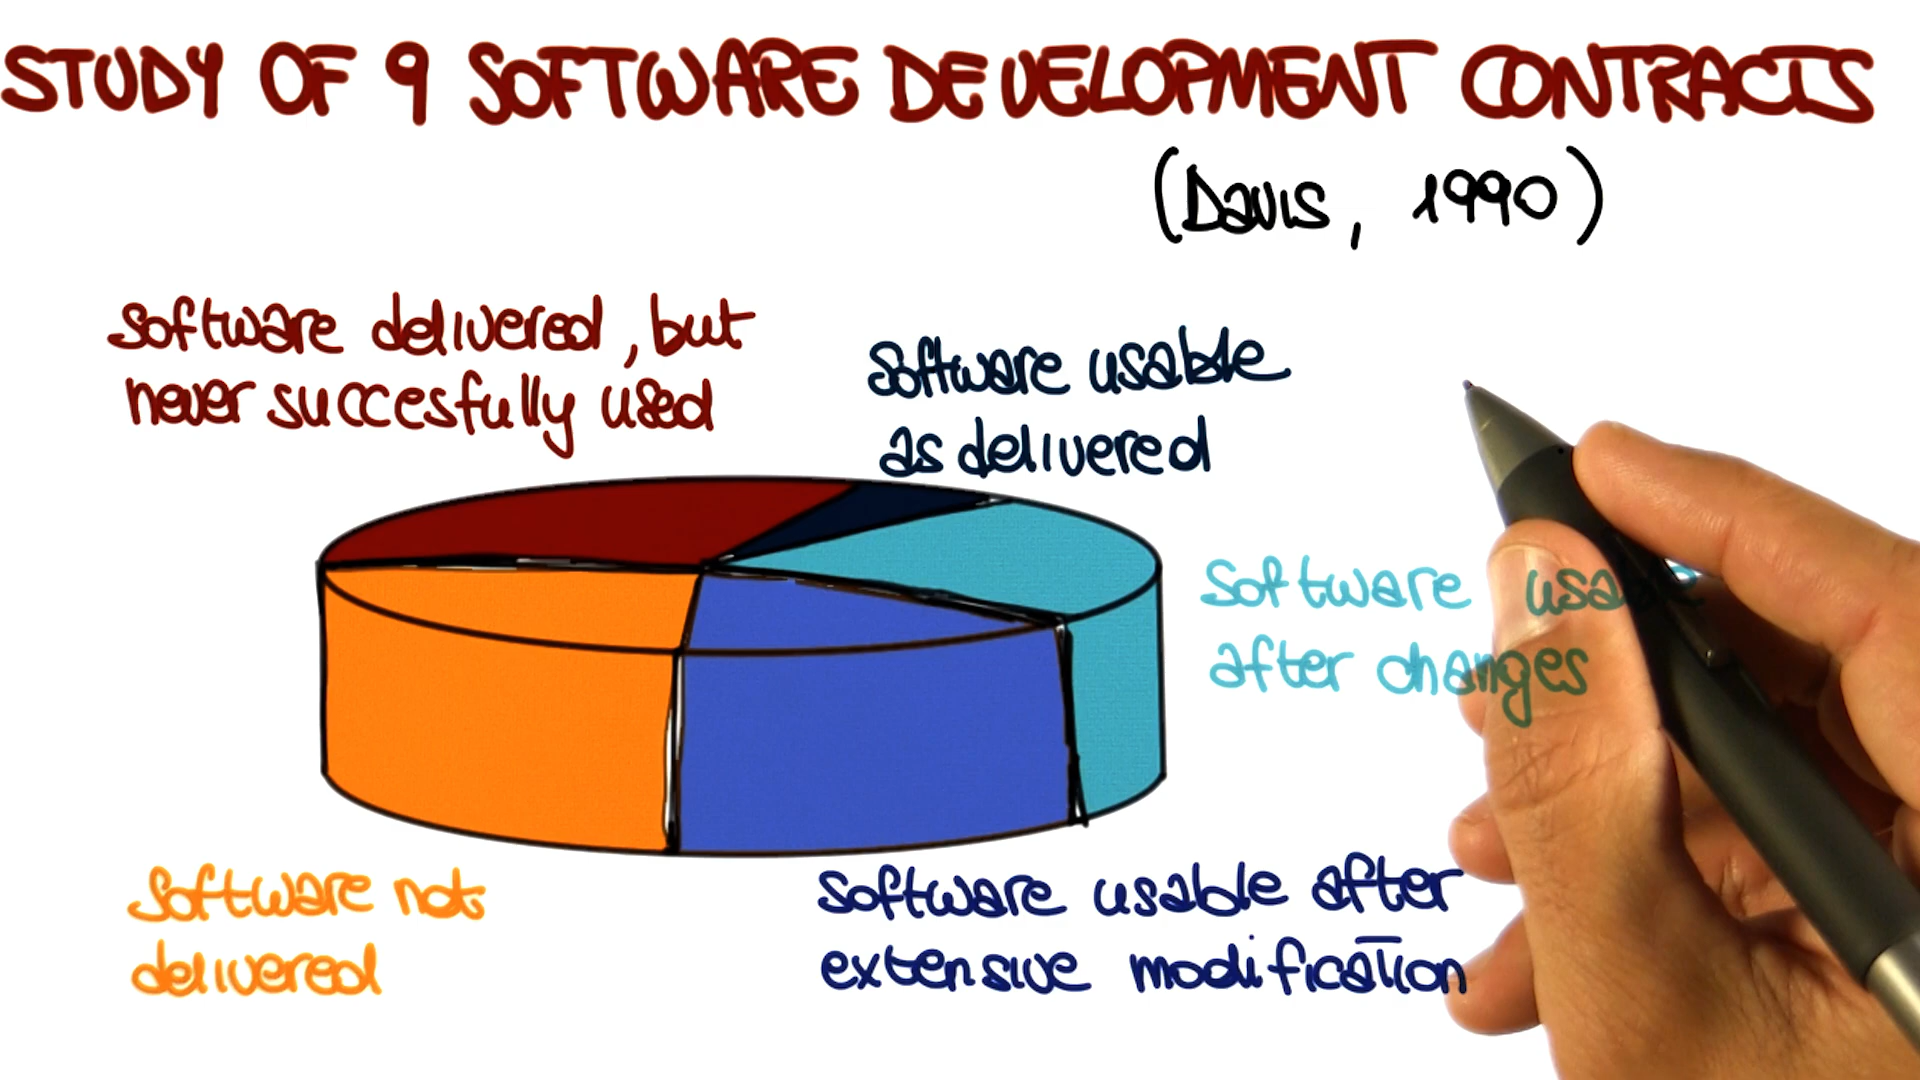 STUDY OF 9 SOFTWARE DEVELOPMENT CONTRACTS
(Davis, 1990)
software delivered, but
never succesfully used
software usable
as delivered
software
after changes
software not
delivered
software usable after
extensive modification